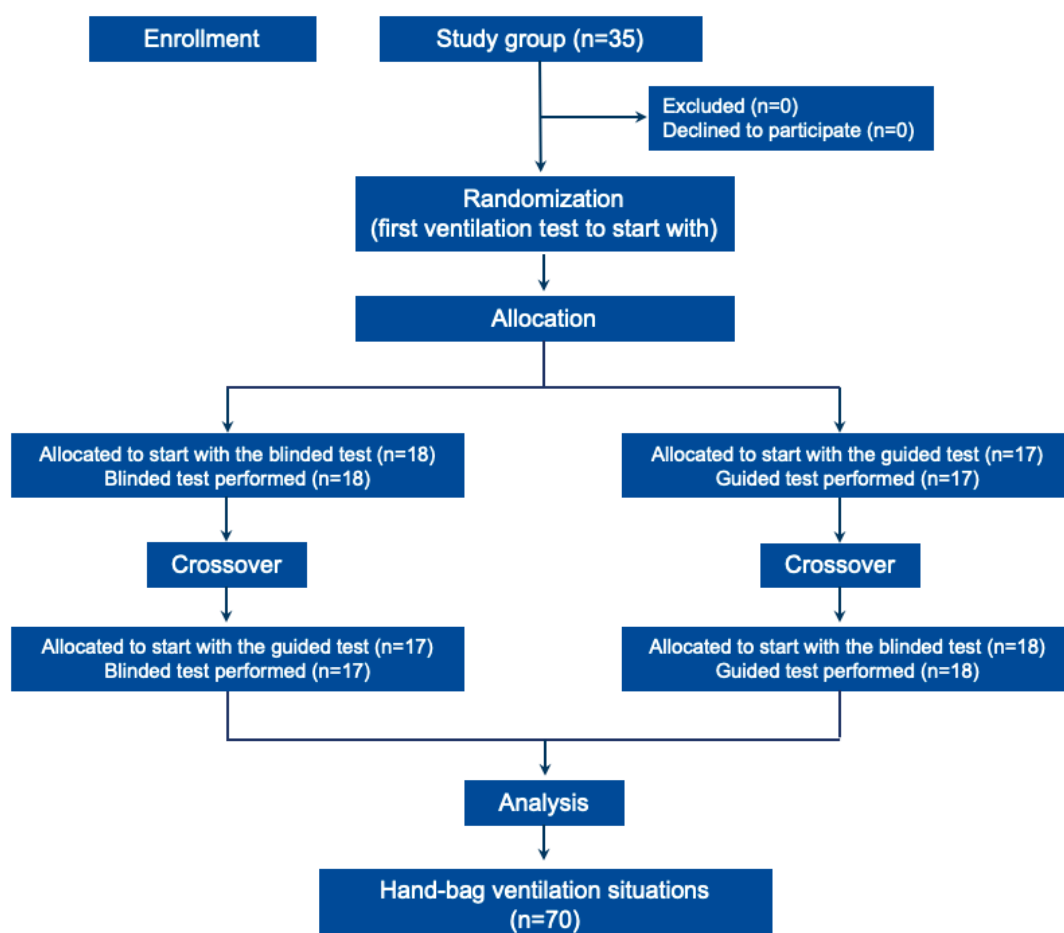 Enrollment
Study group (n=35)
Excluded (n=0)
Declined to participate (n=0)
Randomization
(first ventilation test to start with)
Allocation
Allocated to start with the blinded test (n=18)
Blinded test performed (n=18)
Allocated to start with the guided test (n=17)
Guided test performed (n=17)
Crossover
Crossover
Allocated to start with the guided test (n=17)
Blinded test performed (n=17)
Allocated to start with the blinded test (n=18)
Guided test performed (n=18)
Analysis
Hand-bag ventilation situations
(n=70)